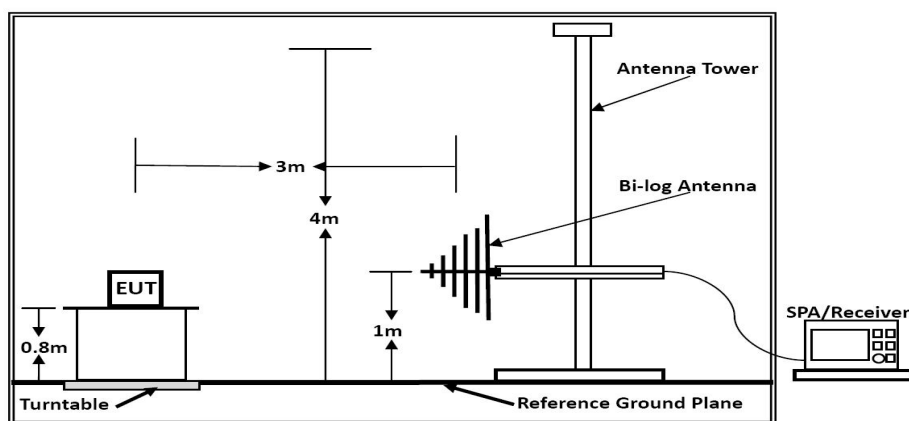 Antenna Tower
3m
Bi-log Antenna
4m
EUT
SPA/Receiver
1m
0.8m
Turntable
Reference Ground Plane